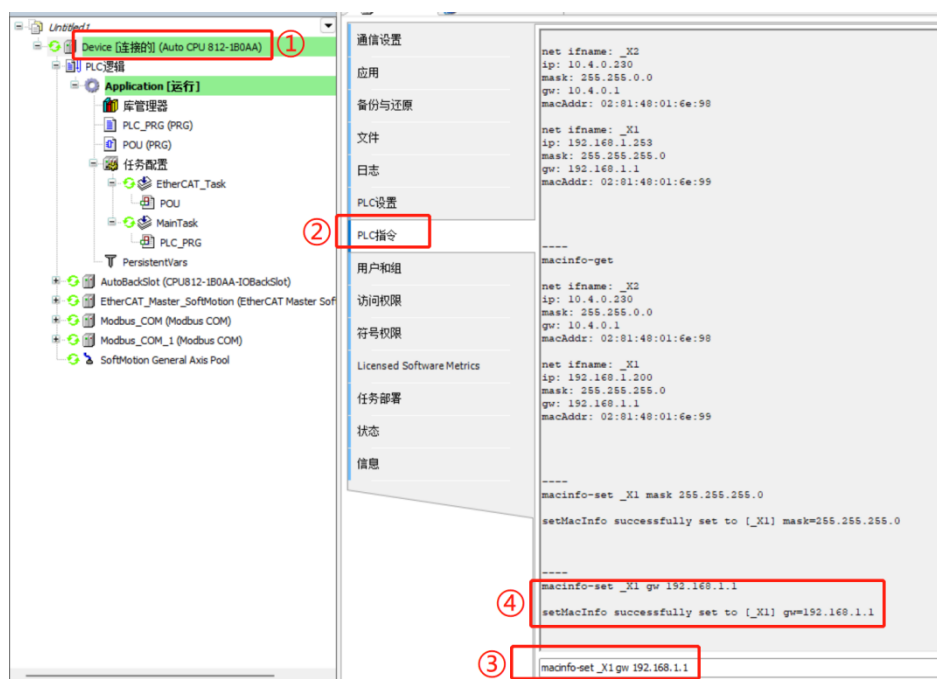 Untitled1
Device [连接的] (Auto CPU 812-1B0AA)
①
PLC逻辑
Application [运行]
库管理器
PLC_PRG (PRG)
POU (PRG)
任务配置
EtherCAT_Task
POU
MainTask
PLC_PRG
PersistentVars
AutoBackSlot (CPU812-1B0AA-IOBackSlot)
EtherCAT_Master_SoftMotion (EtherCAT Master Sof
Modbus_COM (Modbus COM)
Modbus_COM_1 (Modbus COM)
SoftMotion General Axis Pool
通信设置
应用
备份与还原
文件
日志
PLC设置
②
PLC指令
用户和组
访问权限
符号权限
Licensed Software Metrics
任务部署
状态
信息
net ifname: _X2
ip: 10.4.0.230
mask: 255.255.0.0
gw: 10.4.0.1
macAddr: 02:81:48:01:6e:98
net ifname: _X1
ip: 192.168.1.253
mask: 255.255.255.0
gw: 192.168.1.1
macAddr: 02:81:48:01:6e:99
----
macinfo-get
net ifname: _X2
ip: 10.4.0.230
mask: 255.255.0.0
gw: 10.4.0.1
macAddr: 02:81:48:01:6e:98
net ifname: _X1
ip: 192.168.1.200
mask: 255.255.255.0
gw: 192.168.1.1
macAddr: 02:81:48:01:6e:99
----
macinfo-set _X1 mask 255.255.255.0
setMacInfo successfully set to [_X1] mask=255.255.255.0
----
macinfo-set _X1 gw 192.168.1.1
④
setMacInfo successfully set to [_X1] gw=192.168.1.1
③
macinfo-set _X1 gw 192.168.1.1